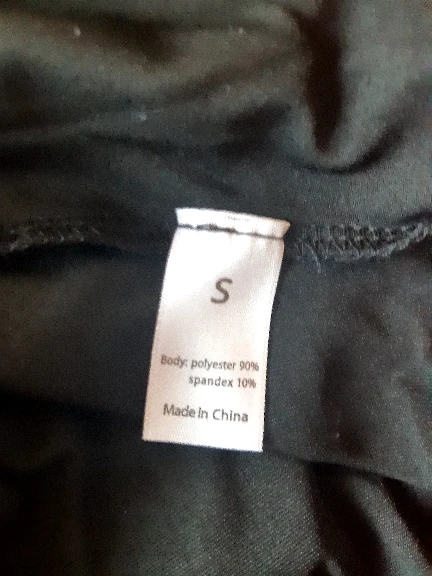 S
Body: polyester 90%
spandex 10%
Made In China